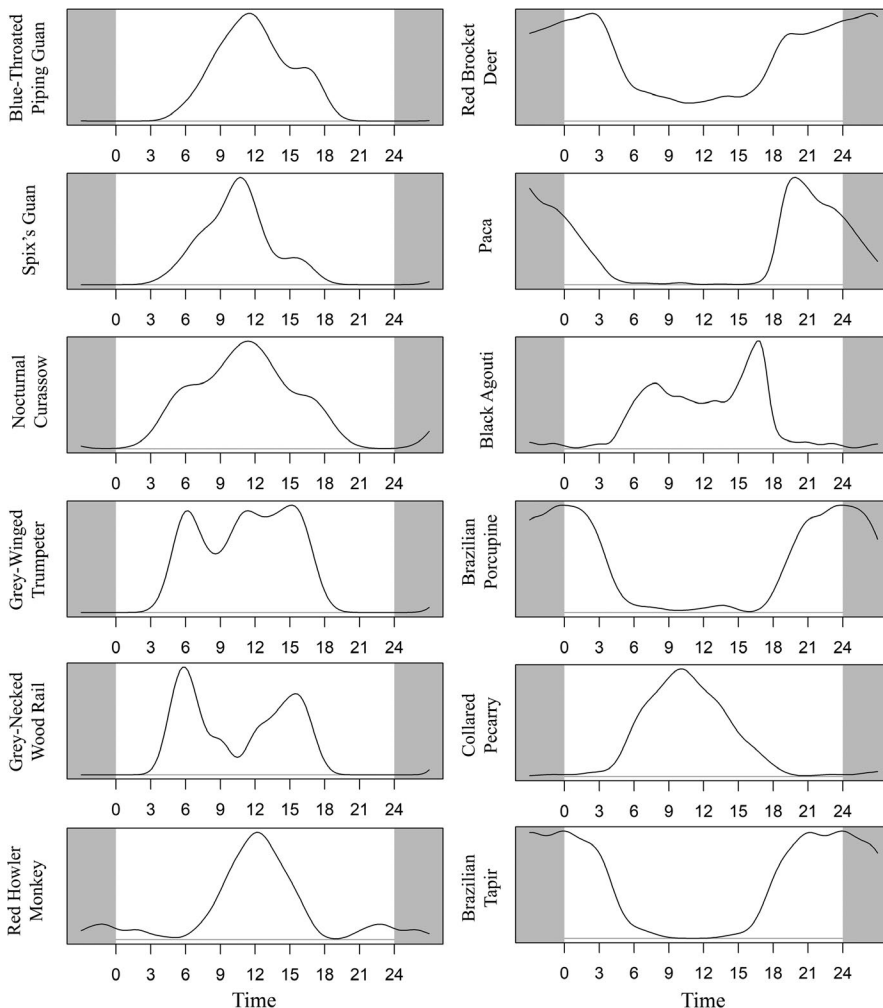 Blue-Throated
Piping Guan
0 3 6 9 12 15 18 21 24
Spix's Guan
0 3 6 9 12 15 18 21 24
Nocturnal
Curassow
0 3 6 9 12 15 18 21 24
Grey-Winged
Trumpeter
0 3 6 9 12 15 18 21 24
Grey-Necked
Wood Rail
0 3 6 9 12 15 18 21 24
Red Howler
Monkey
0 3 6 9 12 15 18 21 24
Time
Red Brocket
Deer
0 3 6 9 12 15 18 21 24
Paca
0 3 6 9 12 15 18 21 24
Black Agouti
0 3 6 9 12 15 18 21 24
Brazilian
Porcupine
0 3 6 9 12 15 18 21 24
Collared
Pecarry
0 3 6 9 12 15 18 21 24
Brazilian
Tapir
0 3 6 9 12 15 18 21 24
Time